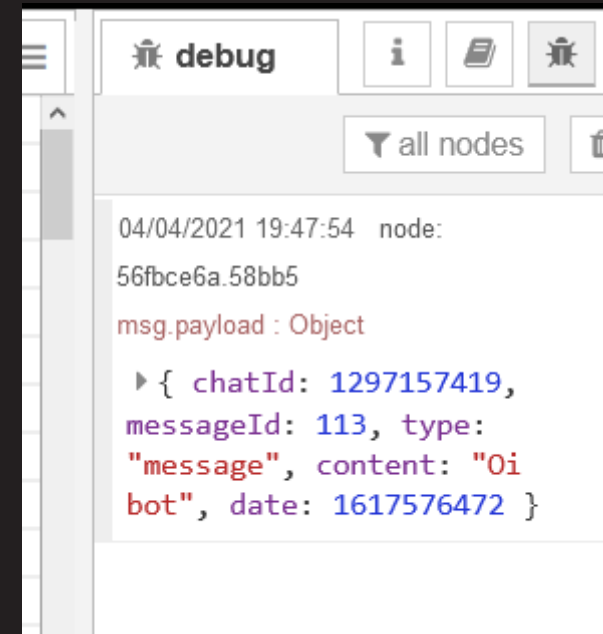 debug
i
all nodes
04/04/2021 19:47:54 node:
56fbce6a.58bb5
msg.payload : Object
{ chatId: 1297157419,
messageId: 113, type:
"message", content: "Oi
bot", date: 1617576472 }